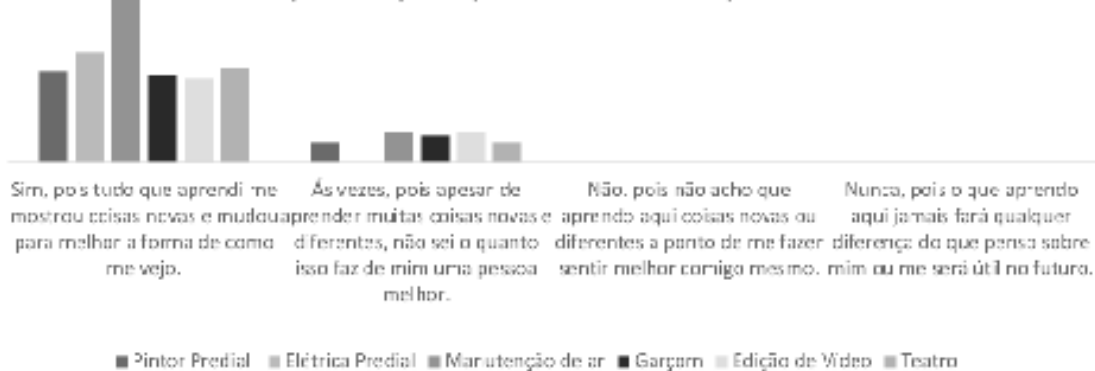 Sim, pois tudo que aprendi me
mostrou coisas novas e mudou
para melhor a forma de como
me vejo.
Ás vezes, pois apesar de
aprender muitas coisas novas e
diferentes, não sei o quanto
isso faz de mim uma pessoa
melhor.
Não, pois não acho que
aprendo aqui coisas novas ou
diferentes a ponto de me fazer
sentir melhor comigo mesmo.
Nunca, pois o que aprendo
aqui jamais fará qualquer
diferença do que penso sobre
mim ou me será útil no futuro.
Pintor Predial Elétrica Predial Manutenção de ar Garçom Edição de Vídeo Teatro